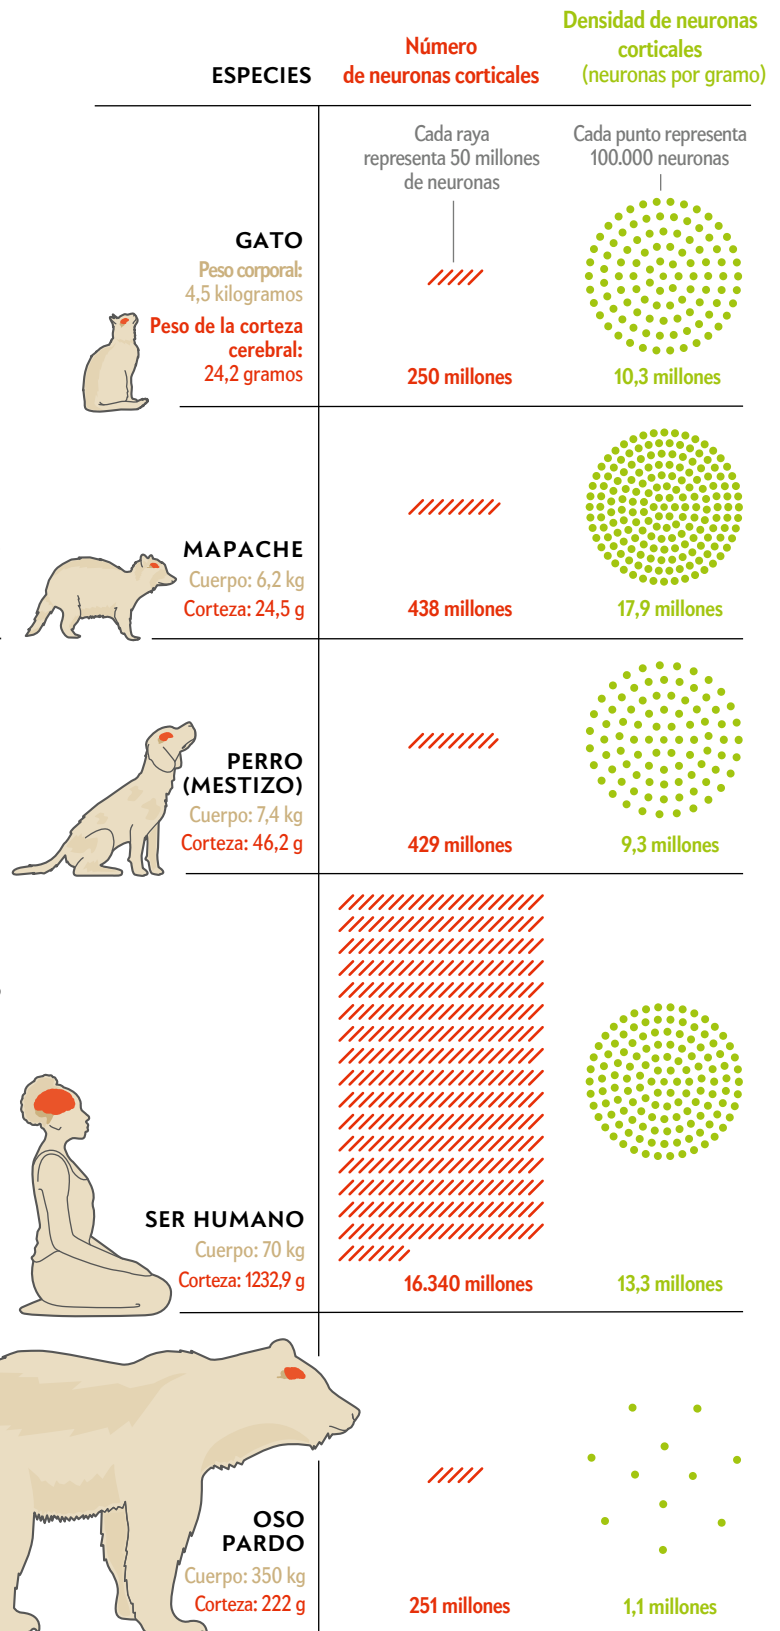 ESPECIES
Número
de neuronas corticales
Densidad de neuronas
corticales
(neuronas por gramo)
Cada raya
representa 50 millones
de neuronas
Cada punto representa
100.000 neuronas
GATO
Peso corporal:
4,5 kilogramos
Peso de la corteza
cerebral:
24,2 gramos
250 millones
10,3 millones
MAPACHE
Cuerpo: 6,2 kg
Corteza: 24,5 g
438 millones
17,9 millones
PERRO
(MESTIZO)
Cuerpo: 7,4 kg
Corteza: 46,2 g
429 millones
9,3 millones
SER HUMANO
Cuerpo: 70 kg
Corteza: 1232,9 g
16.340 millones
13,3 millones
OSO
PARDO
Cuerpo: 350 kg
Corteza: 222 g
251 millones
1,1 millones